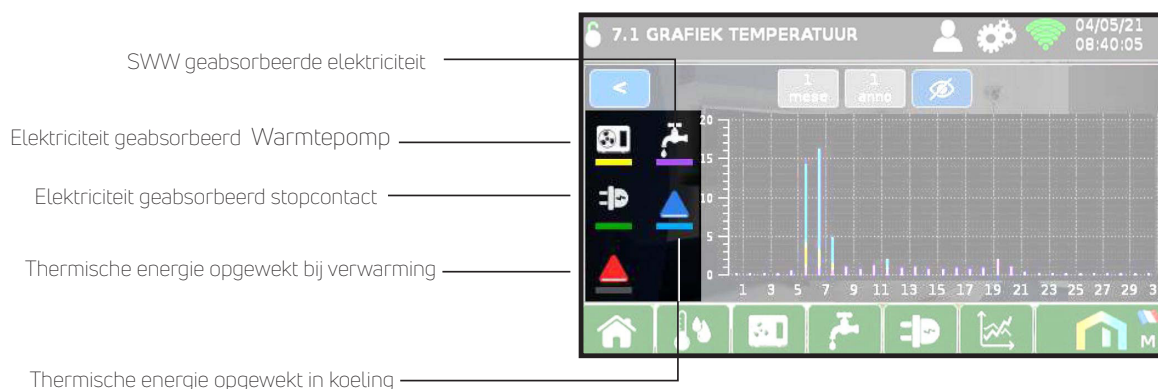 SWW geabsorbeerde elektriciteit
Elektriciteit geabsorbeerd Warmtepomp
Elektriciteit geabsorbeerd stopcontact
Thermische energie opgewekt bij verwarming
Thermische energie opgewekt in koeling
7.1 GRAFIEK TEMPERATUUR
04/05/21
08:40:05
<
1 mese
1 anno
20
15
10
5
0
1 3 5 7 9 11 13 15 17 19 21 23 25 27 29 3
M